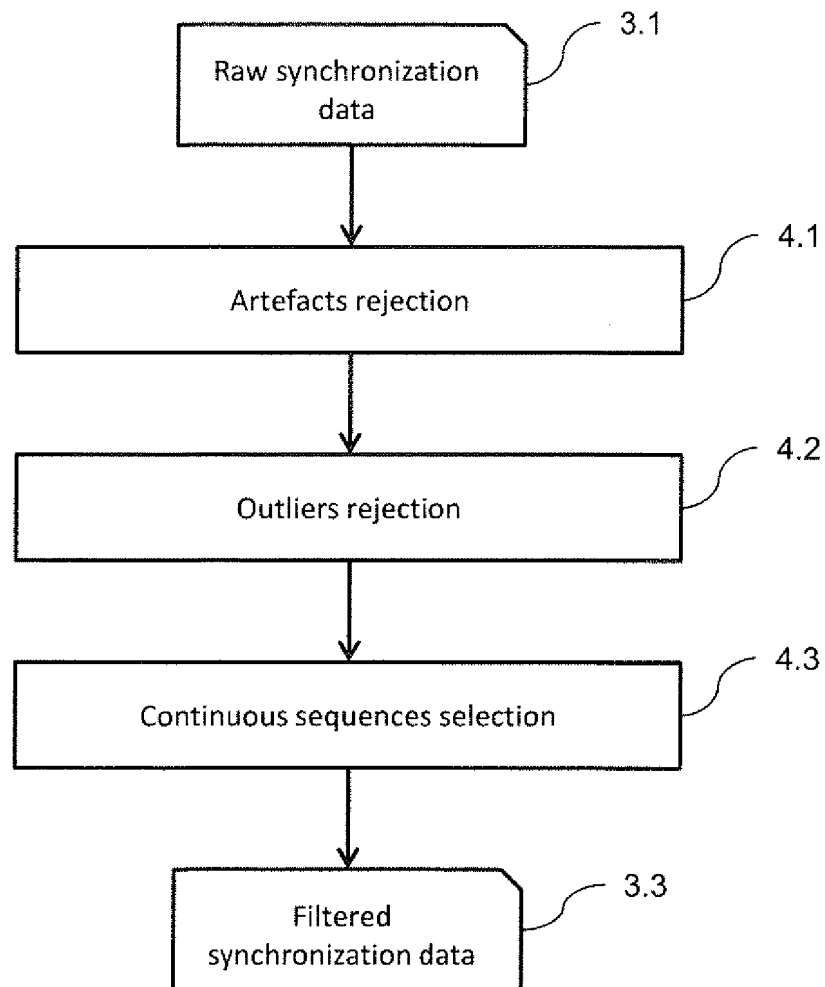 3.1
Raw synchronization
data
4.1
Artefacts rejection
4.2
Outliers rejection
4.3
Continuous sequences selection
3.3
Filtered
synchronization data